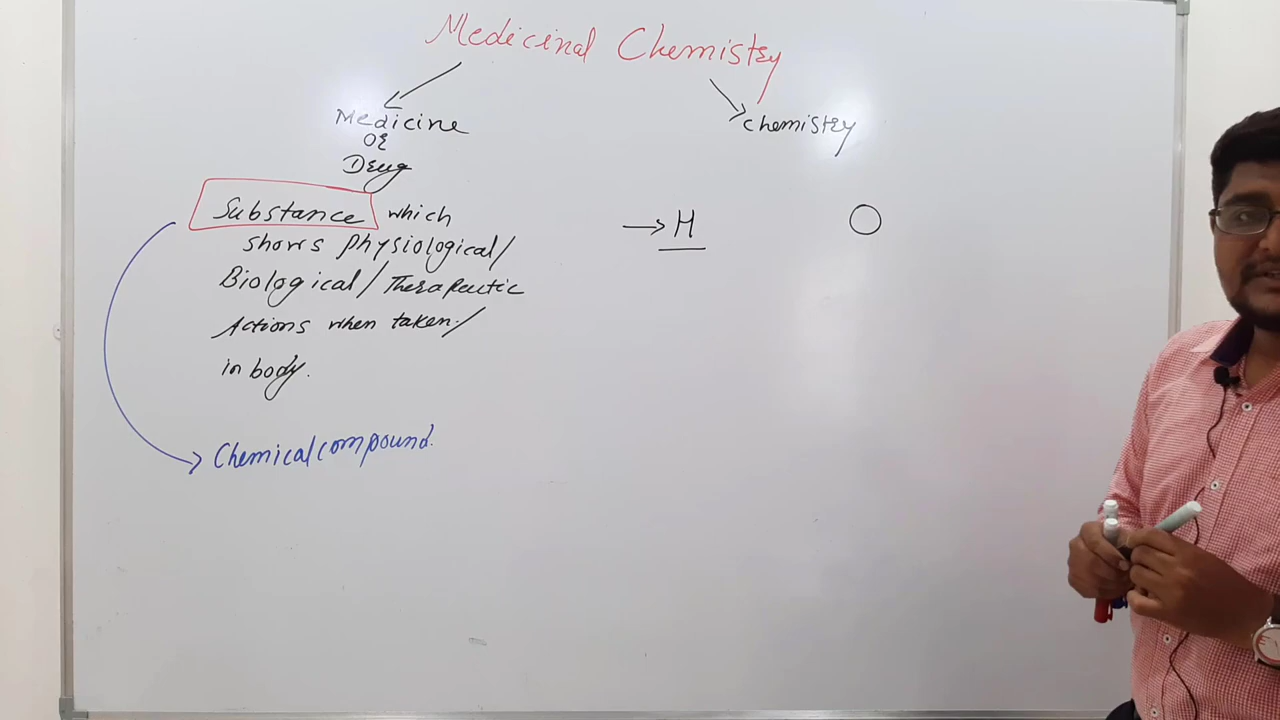 Medicinal Chemistry
Medicine
OR
Drug
chemistry
Substance which
shows physiological/
Biological/Therapeutic
Actions when taken/
in body.
→ H
O
Chemical compound.